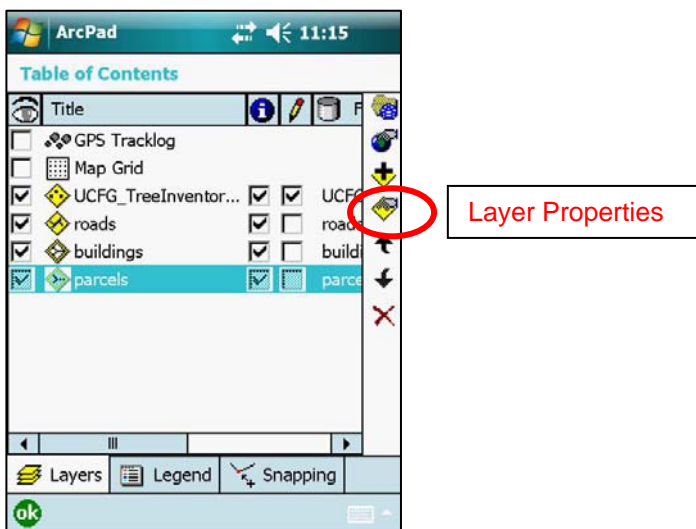 ArcPad 11:15
Table of Contents
Title F
GPS Tracklog
Map Grid
UCFG_TreeInventor... UCFG
roads road
buildings buildi
parcels parce
Layer Properties
Layers Legend Snapping
ok